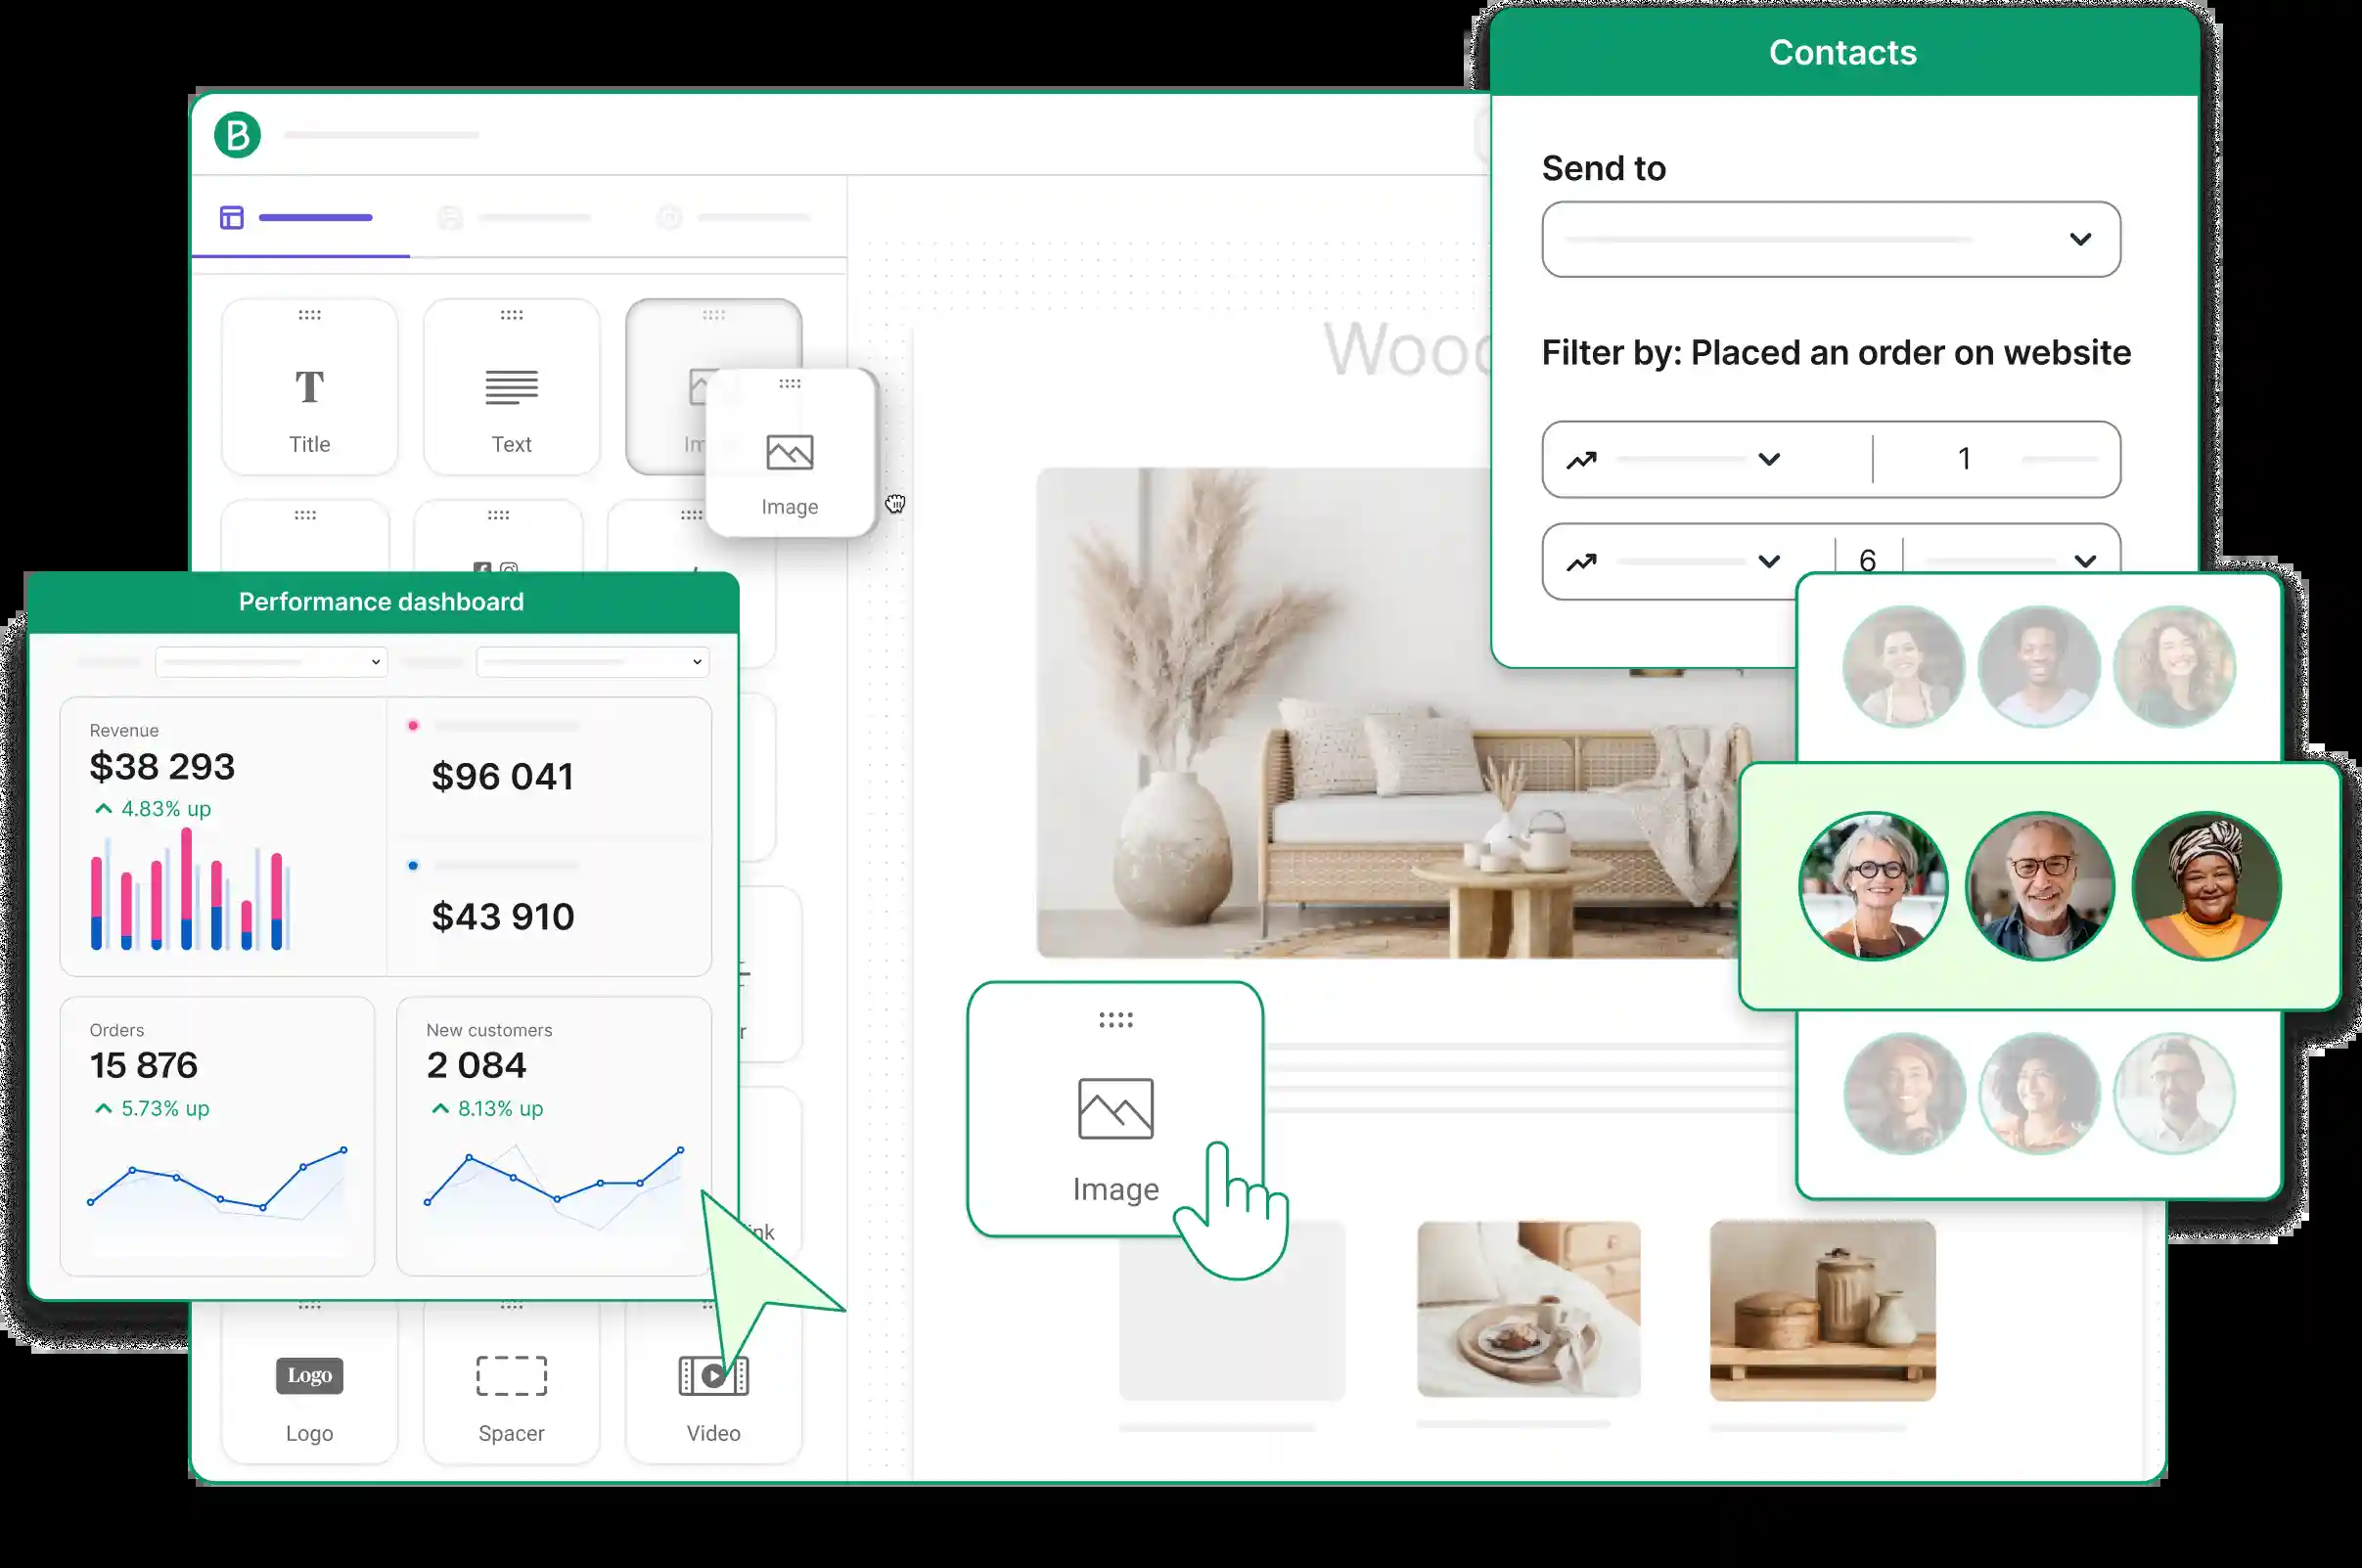 Contacts
B
Send to
Filter by: Placed an order on website
1
6
Title
Text
Image
Wood
Performance dashboard
Revenue
$38 293
4.83% up
$96 041
$43 910
Orders
15 876
5.73% up
New customers
2 084
8.13% up
Image
Logo
Logo
Spacer
Video